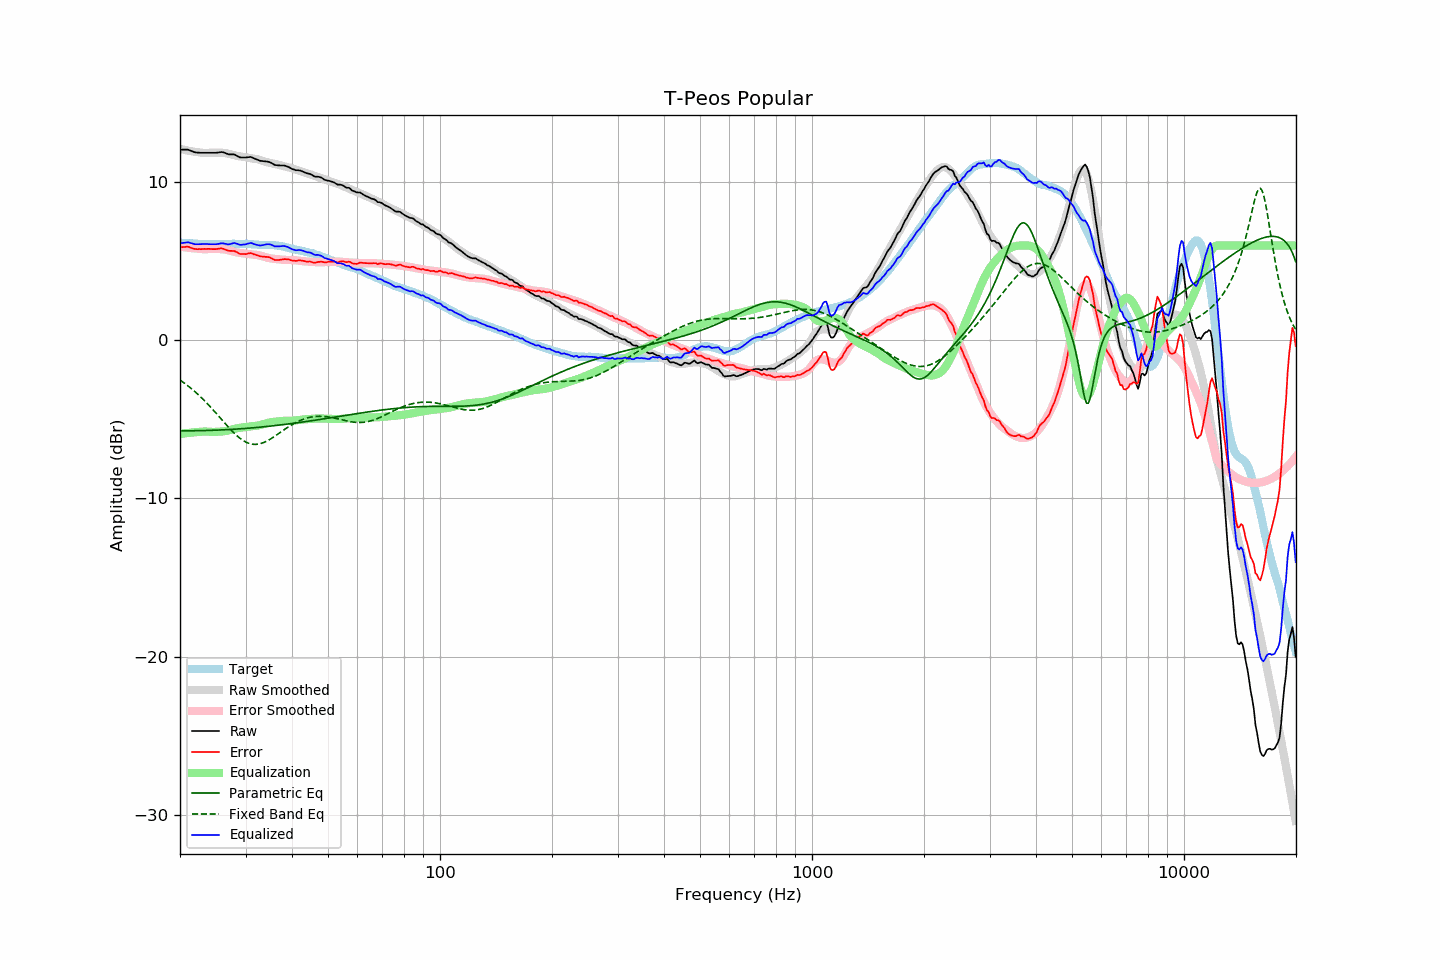 T-Peos Popular
10
0
−10
−20
−30
Amplitude (dBr)
Target
Raw Smoothed
Error Smoothed
Raw
Error
Equalization
Parametric Eq
Fixed Band Eq
Equalized
100
1000
10000
Frequency (Hz)